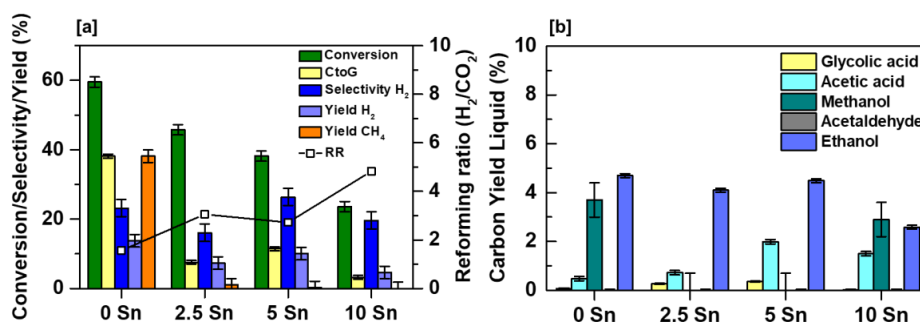 [a]
Conversion/Selectivity/Yield (%)
60
40
20
0
Conversion
CtoG
Selectivity H₂
Yield H₂
Yield CH₄
RR
10
8
6
4
2
0
Reforming ratio (H₂/CO₂)
0 Sn 2.5 Sn 5 Sn 10 Sn
[b]
Carbon Yield Liquid (%)
10
8
6
4
2
0
Glycolic acid
Acetic acid
Methanol
Acetaldehyde
Ethanol
0 Sn 2.5 Sn 5 Sn 10 Sn